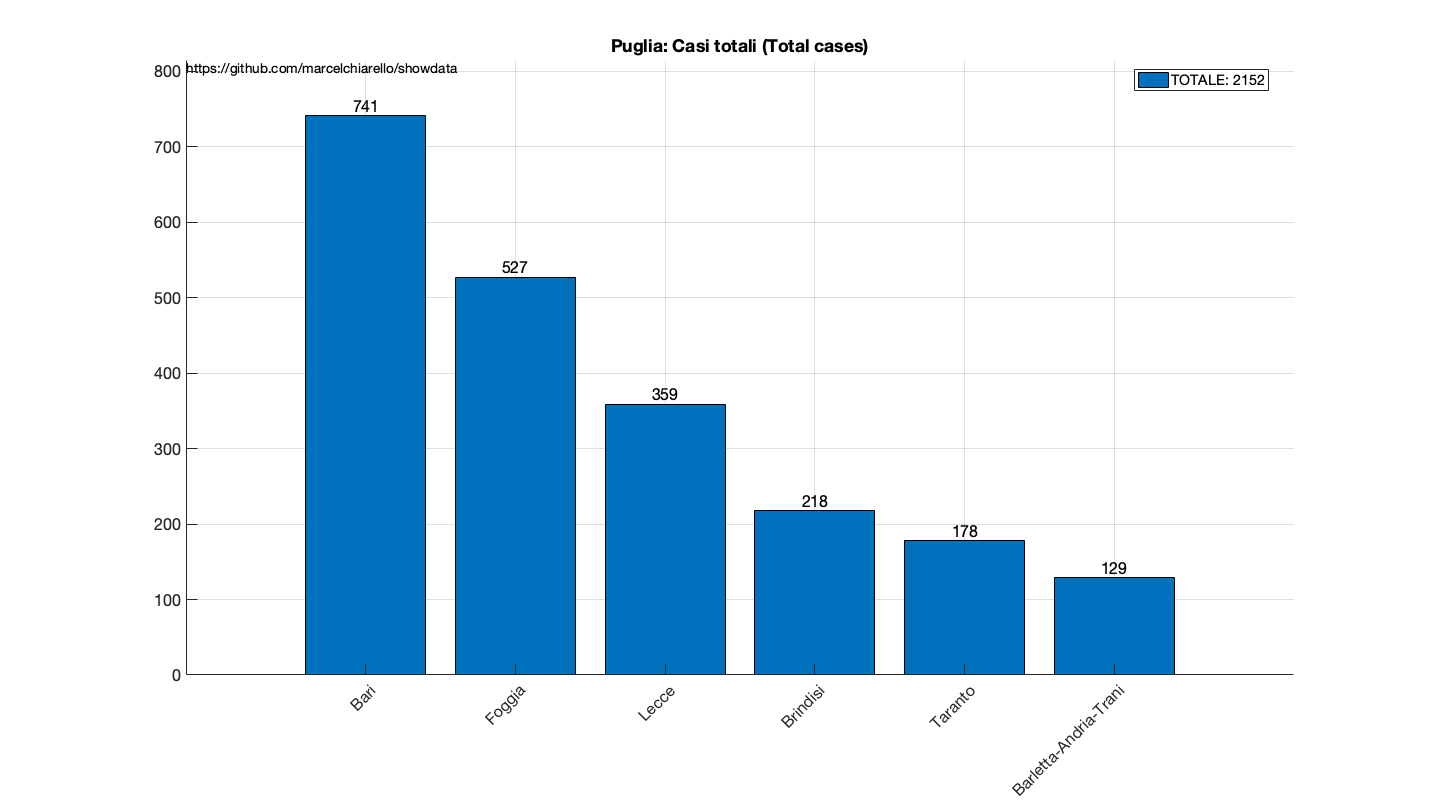 Puglia: Casi totali (Total cases)
https://github.com/marcelchiarello/showdata
TOTALE: 2152
800
700
600
500
400
300
200
100
0
741
527
359
218
178
129
Bari
Foggia
Lecce
Brindisi
Taranto
Barletta-Andria-Trani